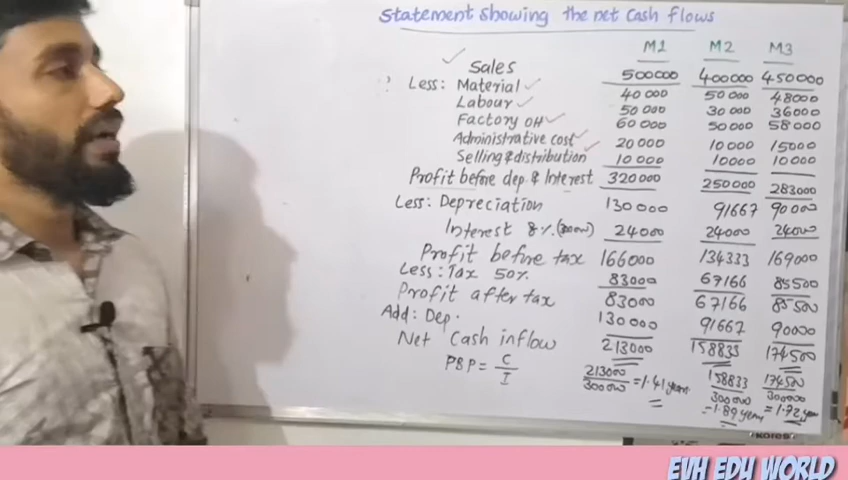 Statement Showing the net Cash flows
M1 M2 M3
Sales 500000 400000 450000
Less: Material 40000 50000 48000
Labour 50000 30000 36000
Factory OH 60000 50000 58000
Administrative cost 20000 10000 15000
Selling & distribution 10000 10000 10000
Profit before dep & Interest 320000 250000 283000
Less: Depreciation 130000 91667 90000
Interest 8% (300000) 24000 24000 24000
Profit before tax 166000 134333 169000
Less: Tax 50% 83000 67166 85500
Profit after tax 83000 67166 85500
Add: Dep. 130000 91667 90000
Net Cash inflow 213000 158833 174500
PBP = C/I 213000/300000 = 1.41 years 158833/300000 = 1.89 years 174500/300000 = 1.72 years
kores
EVH EDU WORLD